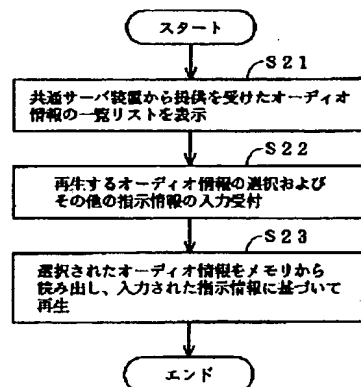 スタート
S21
共通サーバ装置から提供を受けたオーディオ
情報の一覧リストを表示
S22
再生するオーディオ情報の選択および
その他の指示情報の入力受付
S23
選択されたオーディオ情報をメモリから
読み出し、入力された指示情報に基づいて
再生
エンド